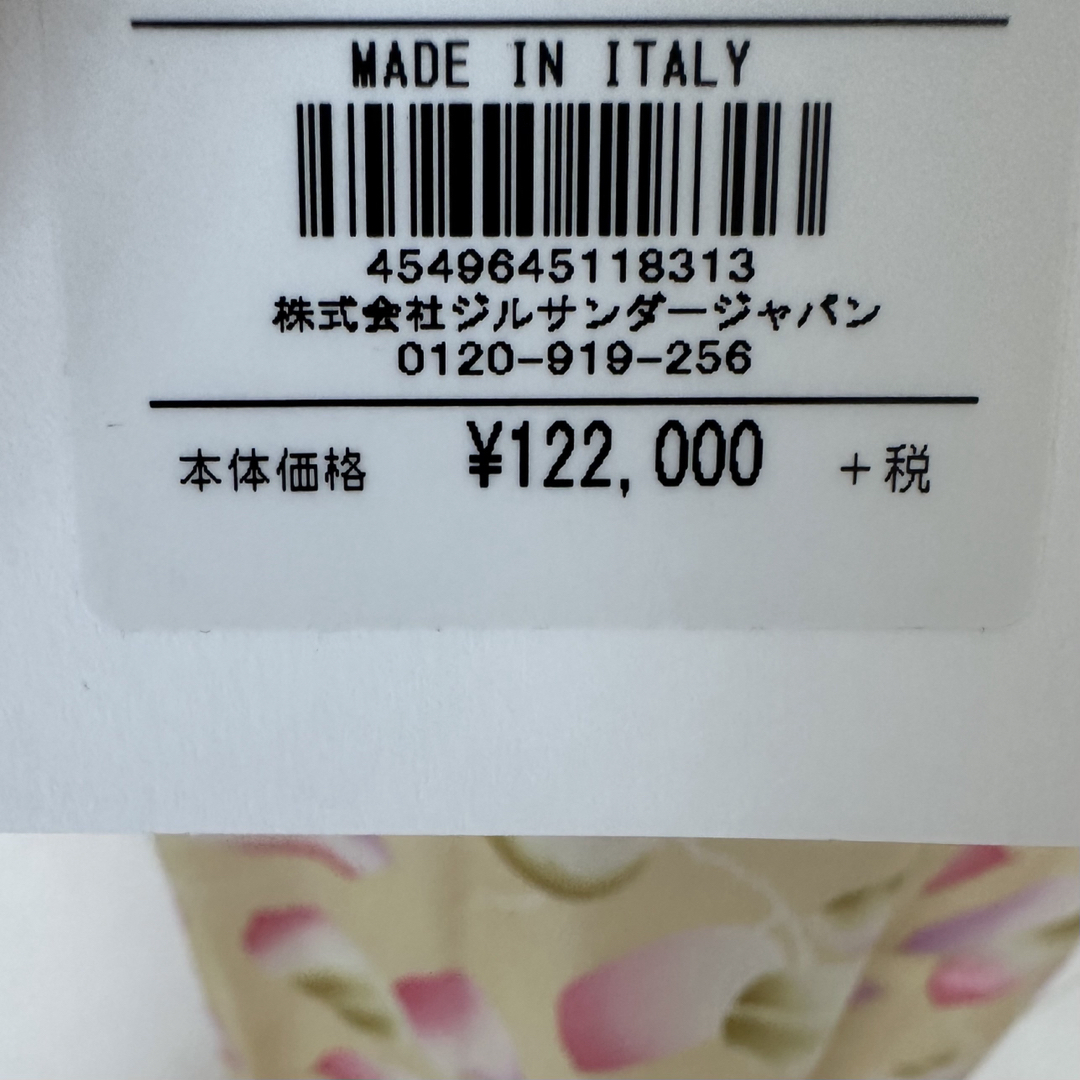 MADE IN ITALY
4549645118313
株式会社ジルサンダージャパン
0120-919-256
本体価格 ¥122,000 +税